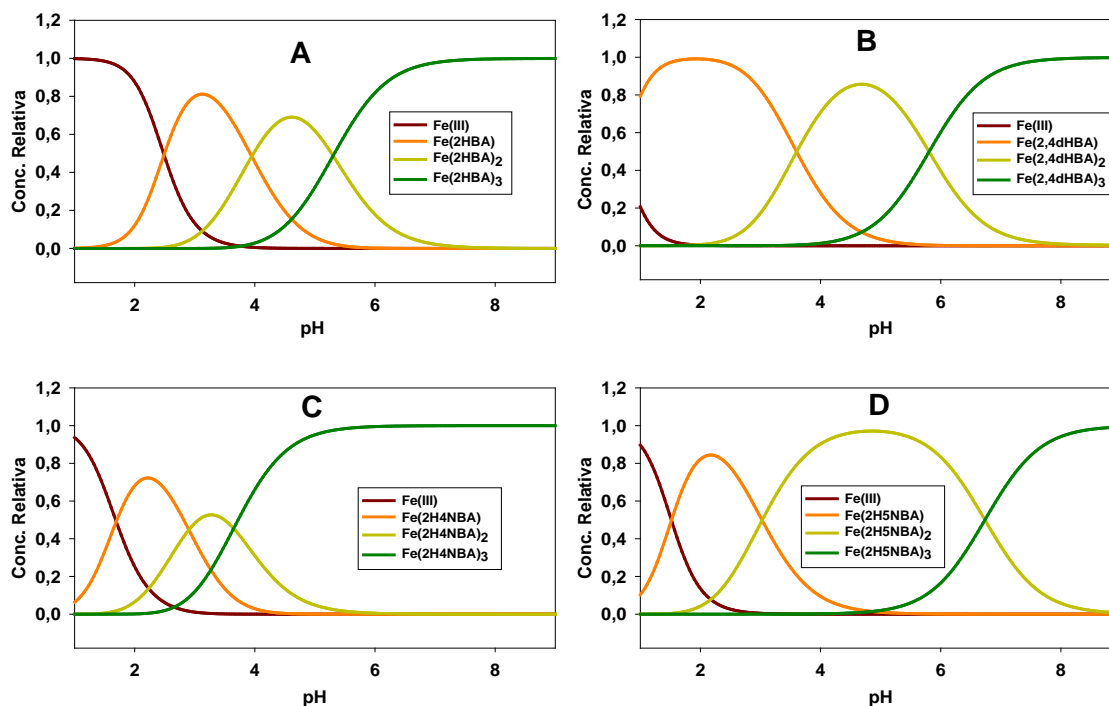 A
Conc. Relativa
1,2
1,0
0,8
0,6
0,4
0,2
0,0
Fe(III)
Fe(2HBA)
Fe(2HBA)2
Fe(2HBA)3
2 4 6 8
pH
B
Conc. Relativa
1,2
1,0
0,8
0,6
0,4
0,2
0,0
Fe(III)
Fe(2,4dHBA)
Fe(2,4dHBA)2
Fe(2,4dHBA)3
2 4 6 8
pH
C
Conc. Relativa
1,2
1,0
0,8
0,6
0,4
0,2
0,0
Fe(III)
Fe(2H4NBA)
Fe(2H4NBA)2
Fe(2H4NBA)3
2 4 6 8
pH
D
Conc. Relativa
1,2
1,0
0,8
0,6
0,4
0,2
0,0
Fe(III)
Fe(2H5NBA)
Fe(2H5NBA)2
Fe(2H5NBA)3
2 4 6 8
pH